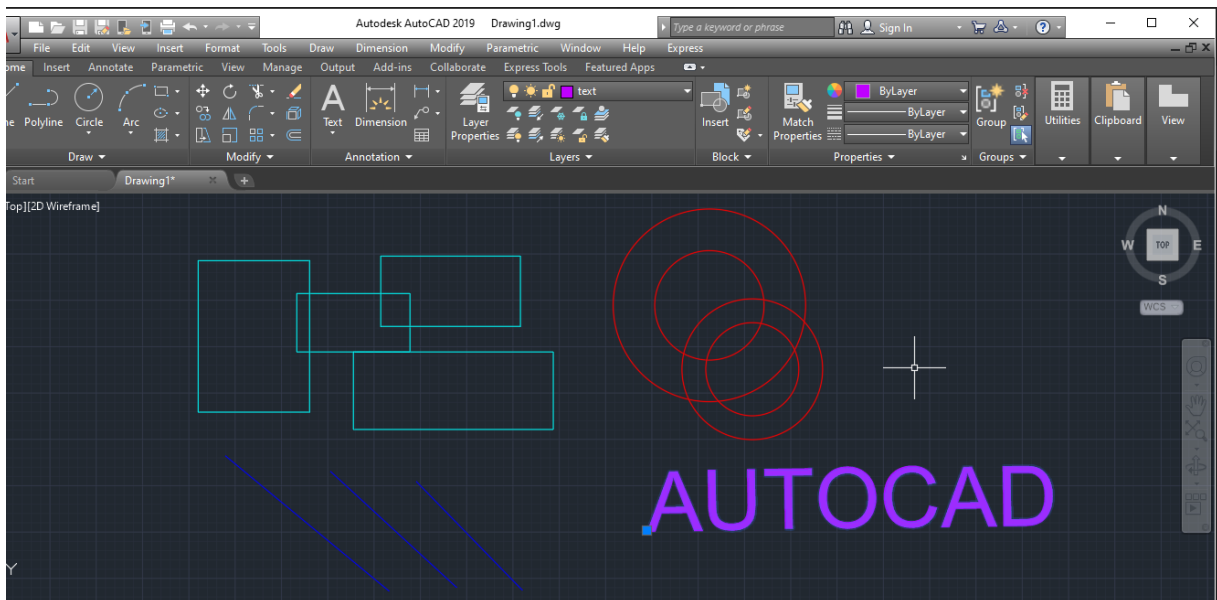 Autodesk AutoCAD 2019 Drawing1.dwg
Type a keyword or phrase
Sign In
File Edit View Insert Format Tools Draw Dimension Modify Parametric Window Help Express
ome Insert Annotate Parametric View Manage Output Add-ins Collaborate Express Tools Featured Apps
text
ByLayer
ne Polyline Circle Arc
Text Dimension
Layer
Properties
Insert
Match
Properties
ByLayer
ByLayer
Group
Utilities Clipboard View
Draw Modify Annotation Layers Block Properties Groups
Start Drawing1* +
Top][2D Wireframe]
N
W TOP E
S
WCS
AUTOCAD
Y